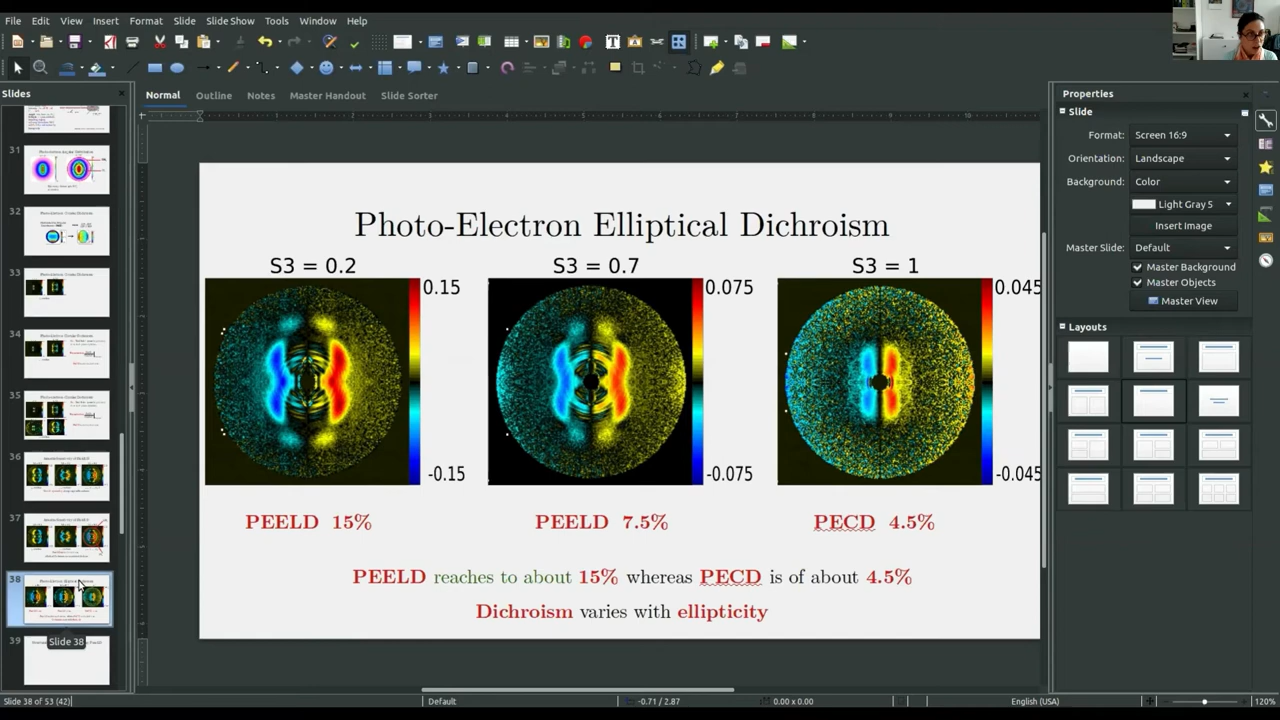 File Edit View Insert Format Slide Slide Show Tools Window Help
Slides
Normal Outline Notes Master Handout Slide Sorter
31
32
33
34
35
36
37
38
39
Slide 38
Photo-Electron Elliptical Dichroism
S3 = 0.2 S3 = 0.7 S3 = 1
0.15 0.075 0.045
-0.15 -0.075 -0.045
PEELD 15% PEELD 7.5% PECD 4.5%
PEELD reaches to about 15% whereas PECD is of about 4.5%
Dichroism varies with ellipticity
Properties
Slide
Format: Screen 16:9
Orientation: Landscape
Background: Color
Light Gray 5
Insert Image
Master Slide: Default
Master Background
Master Objects
Master View
Layouts
Slide 38 of 53 (42) Default -0.71 / 2.87 0.00 x 0.00 English (USA) 120%